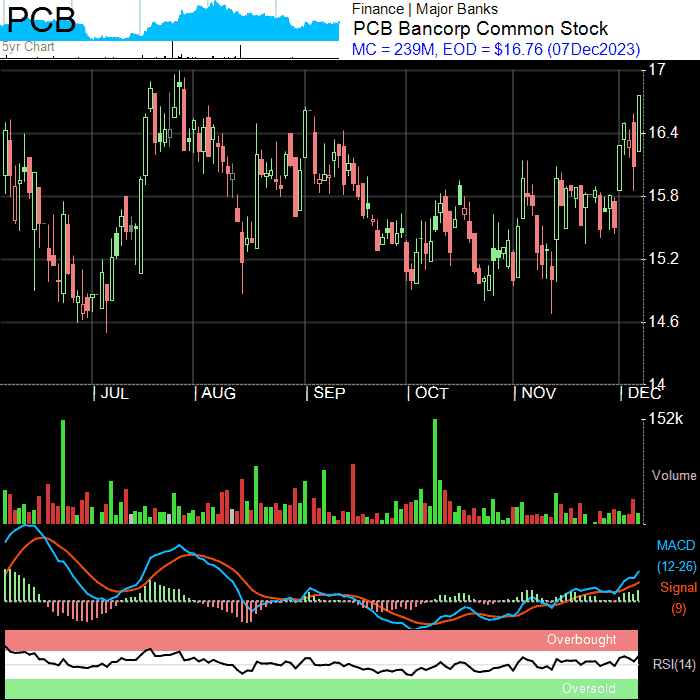 PCB
5yr Chart
Finance | Major Banks
PCB Bancorp Common Stock
MC = 239M, EOD = $16.76 (07Dec2023)
17
16.4
15.8
15.2
14.6
14
JUL AUG SEP OCT NOV DEC
152k
Volume
MACD
(12-26)
Signal
(9)
Overbought
RSI(14)
Oversold